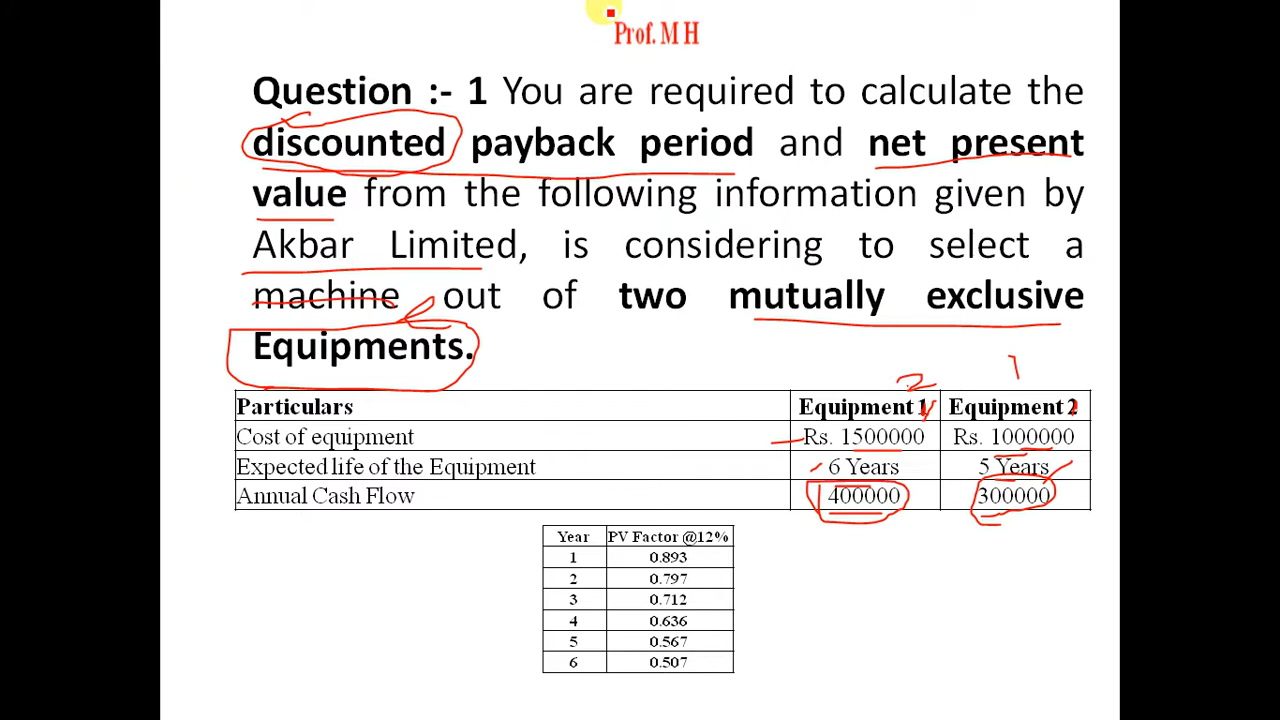 Prof. M H
Question :- 1 You are required to calculate the
discounted payback period and net present
value from the following information given by
Akbar Limited, is considering to select a
machine out of two mutually exclusive
Equipments.
2 1
Particulars Equipment 1 Equipment 2
Cost of equipment Rs. 1500000 Rs. 1000000
Expected life of the Equipment 6 Years 5 Years
Annual Cash Flow 400000 300000
Year PV Factor @12%
1 0.893
2 0.797
3 0.712
4 0.636
5 0.567
6 0.507